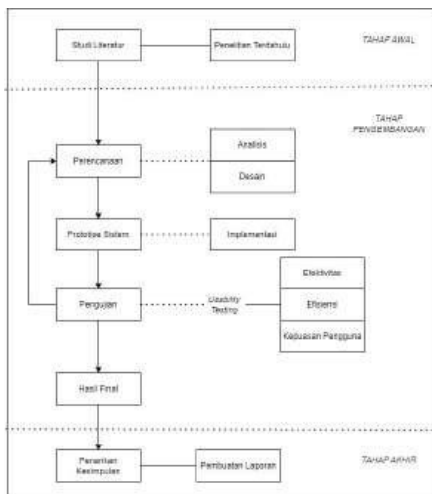 Studi Literatur
Penelitian Terdahulu
TAHAP AWAL
TAHAP
PENGEMBANGAN
Perencanaan
Analisis
Desain
Prototipe Sistem
Implementasi
Efektivitas
Pengujian
Usability
Testing
Efisiensi
Kepuasan Pengguna
Hasil Final
Penarikan
Kesimpulan
Pembuatan Laporan
TAHAP AKHIR